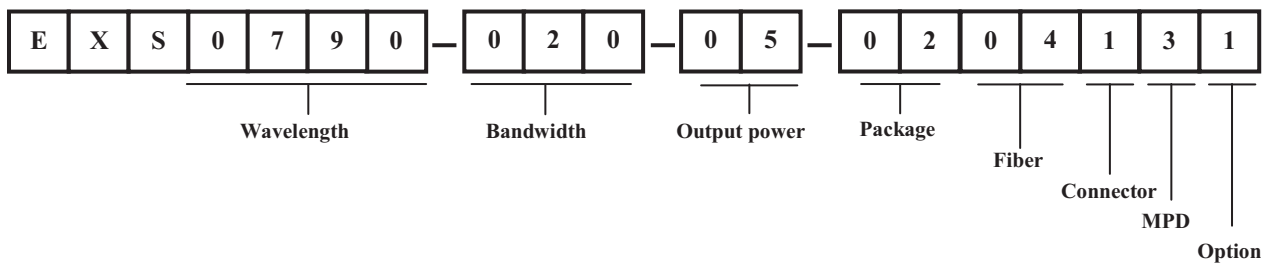 E X S 0 7 9 0 – 0 2 0 – 0 5 – 0 2 0 4 1 3 1
Wavelength Bandwidth Output power Package
Fiber
Connector
MPD
Option